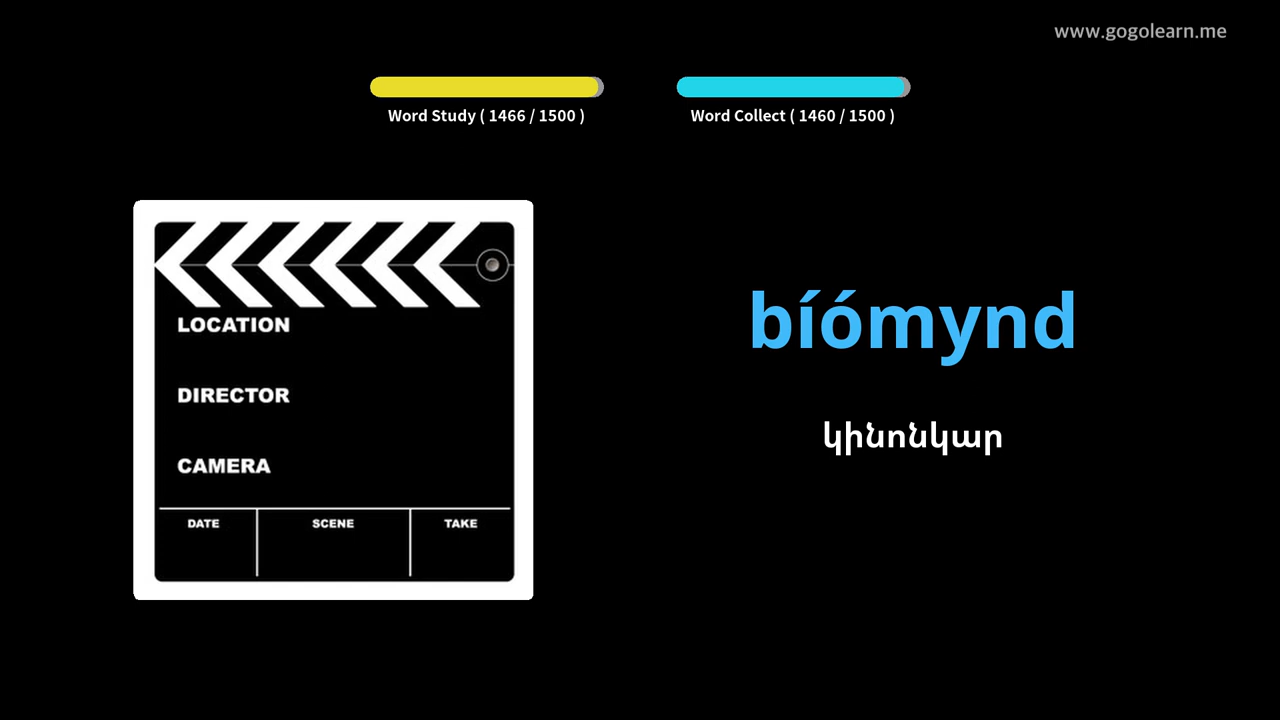 www.gogolearn.me
Word Study ( 1466 / 1500 )
Word Collect ( 1460 / 1500 )
LOCATION
DIRECTOR
CAMERA
DATE
SCENE
TAKE
bíómynd
կինոնկար